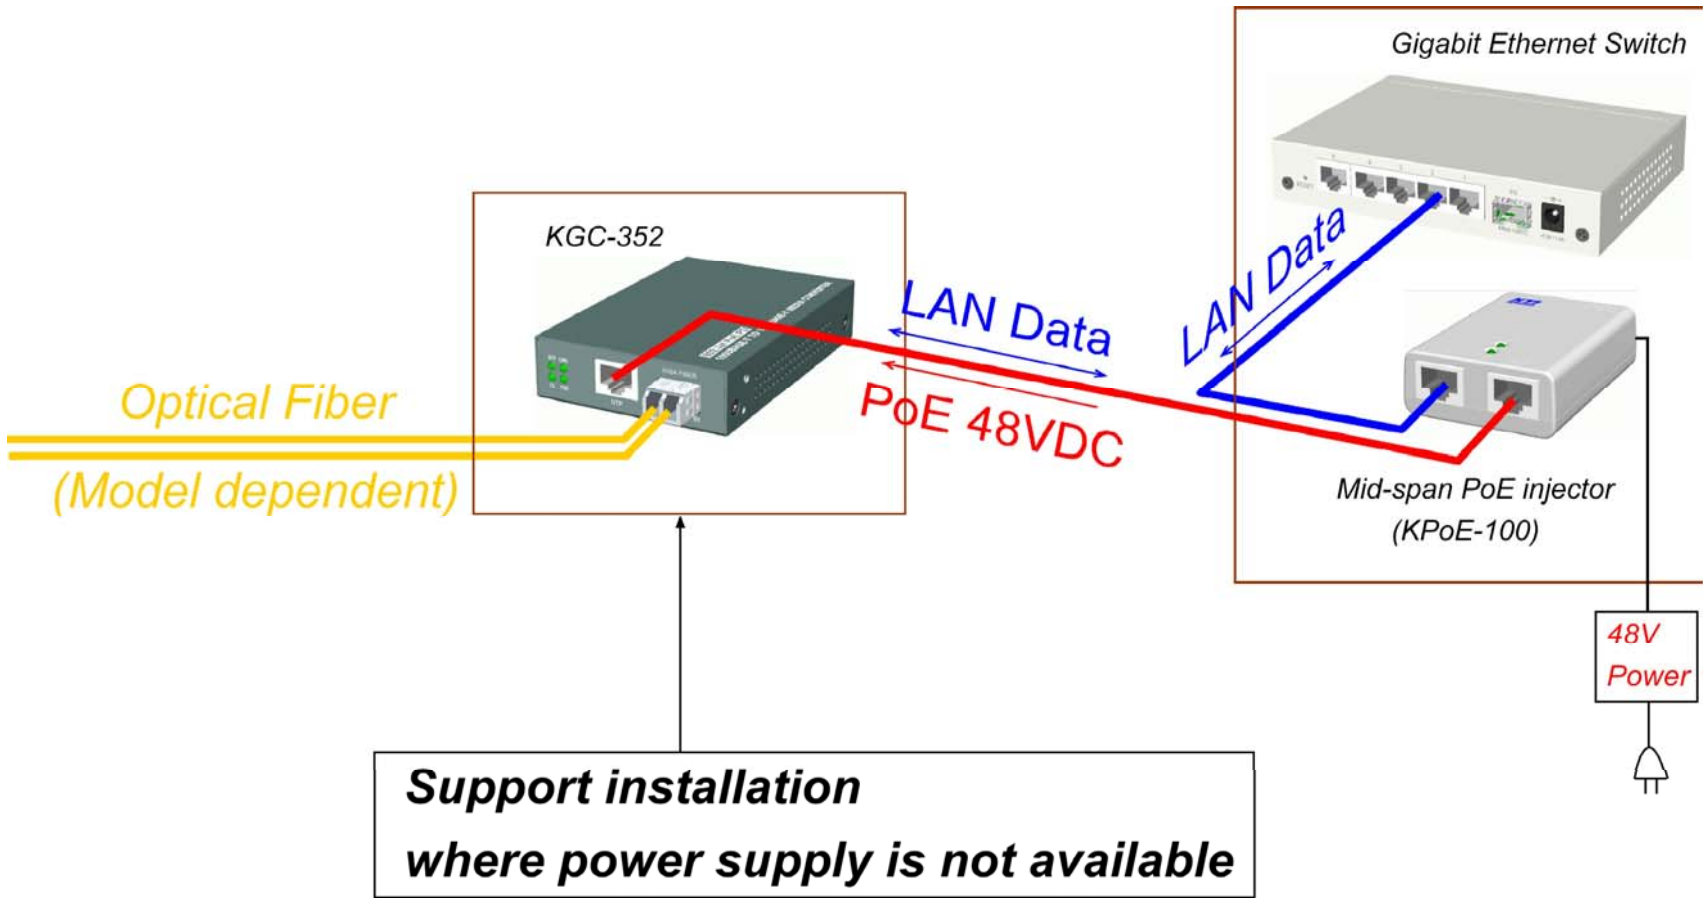 Gigabit Ethernet Switch
KGC-352
LAN Data
LAN Data
PoE 48VDC
Optical Fiber
(Model dependent)
UTP
Mid-span PoE injector
(KPoE-100)
48V
Power
Support installation
where power supply is not available